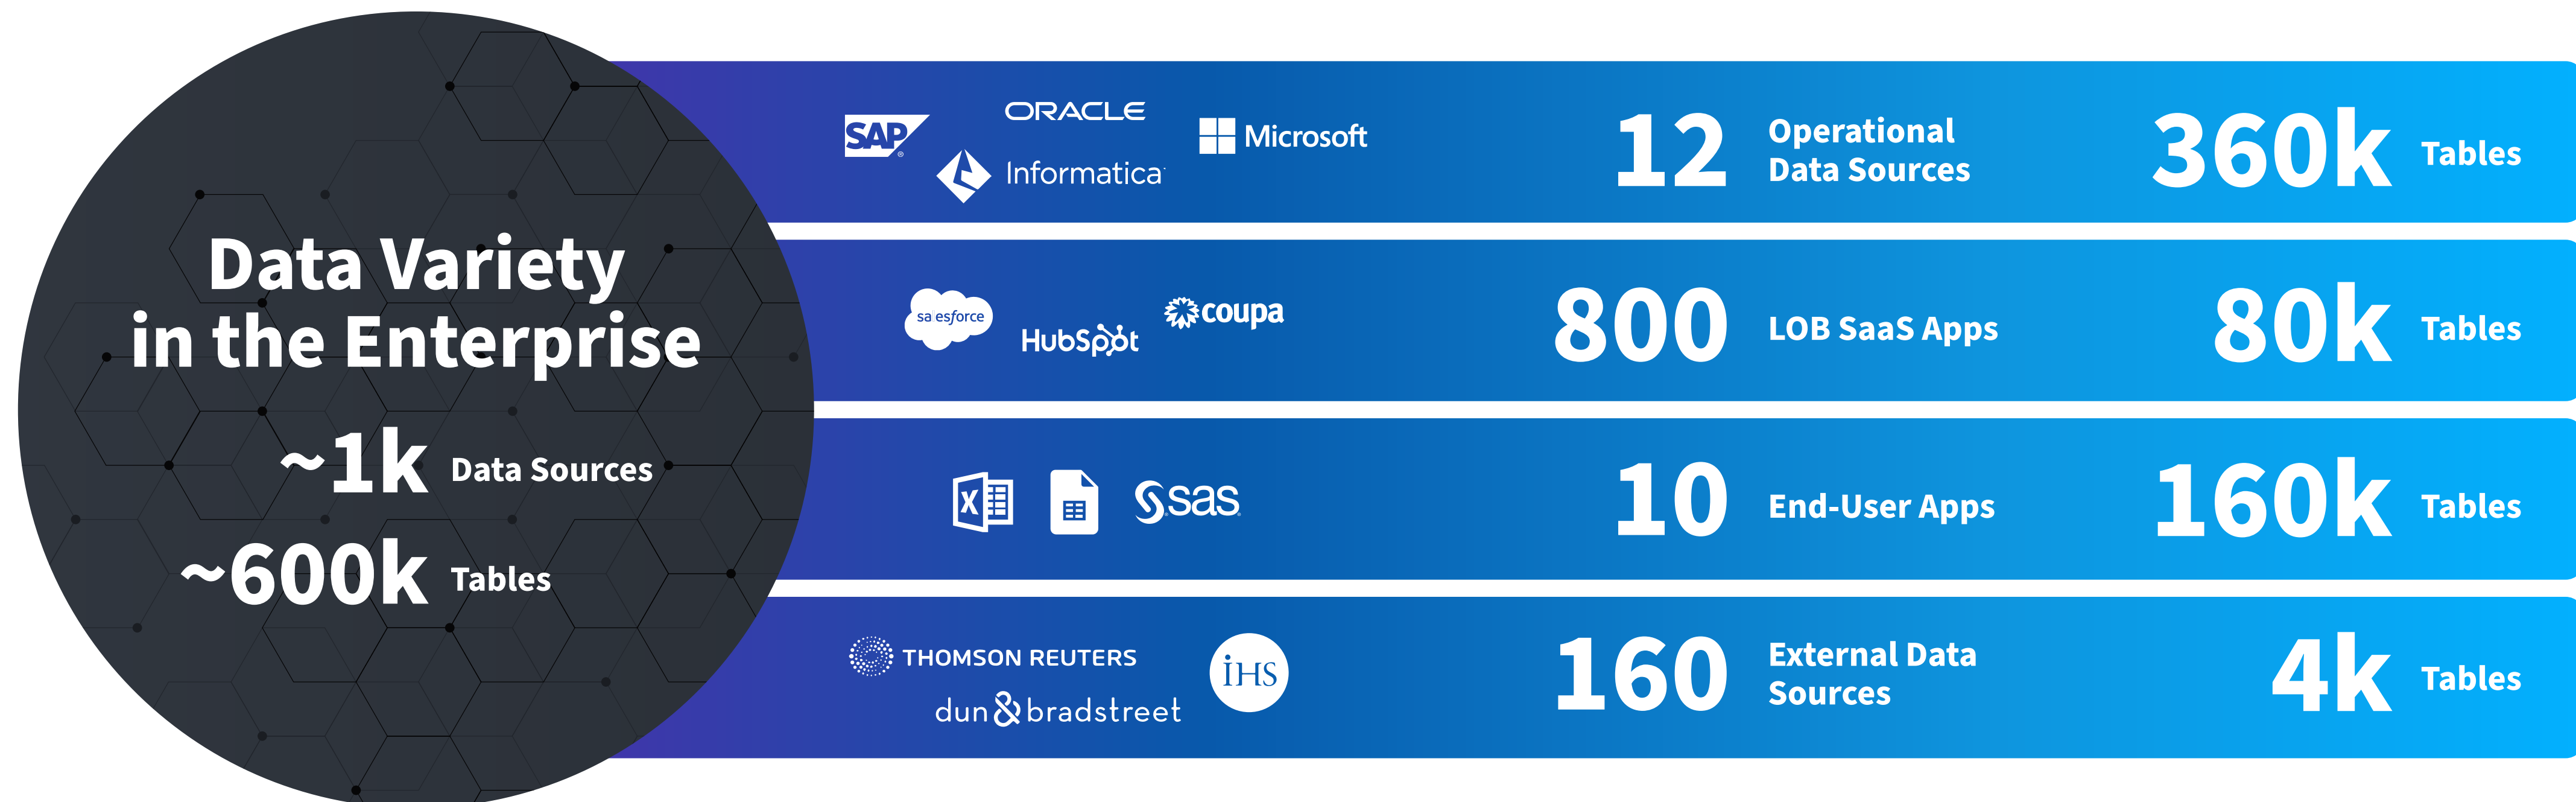 Data Variety
in the Enterprise
~1k Data Sources
~600k Tables
SAP®
ORACLE
Informatica
Microsoft
12 Operational
Data Sources
360k Tables
sa esforce
HubSpot
coupa
800 LOB SaaS Apps
80k Tables
X
sas
10 End-User Apps
160k Tables
THOMSON REUTERS
dun & bradstreet
iHS
160 External Data
Sources
4k Tables